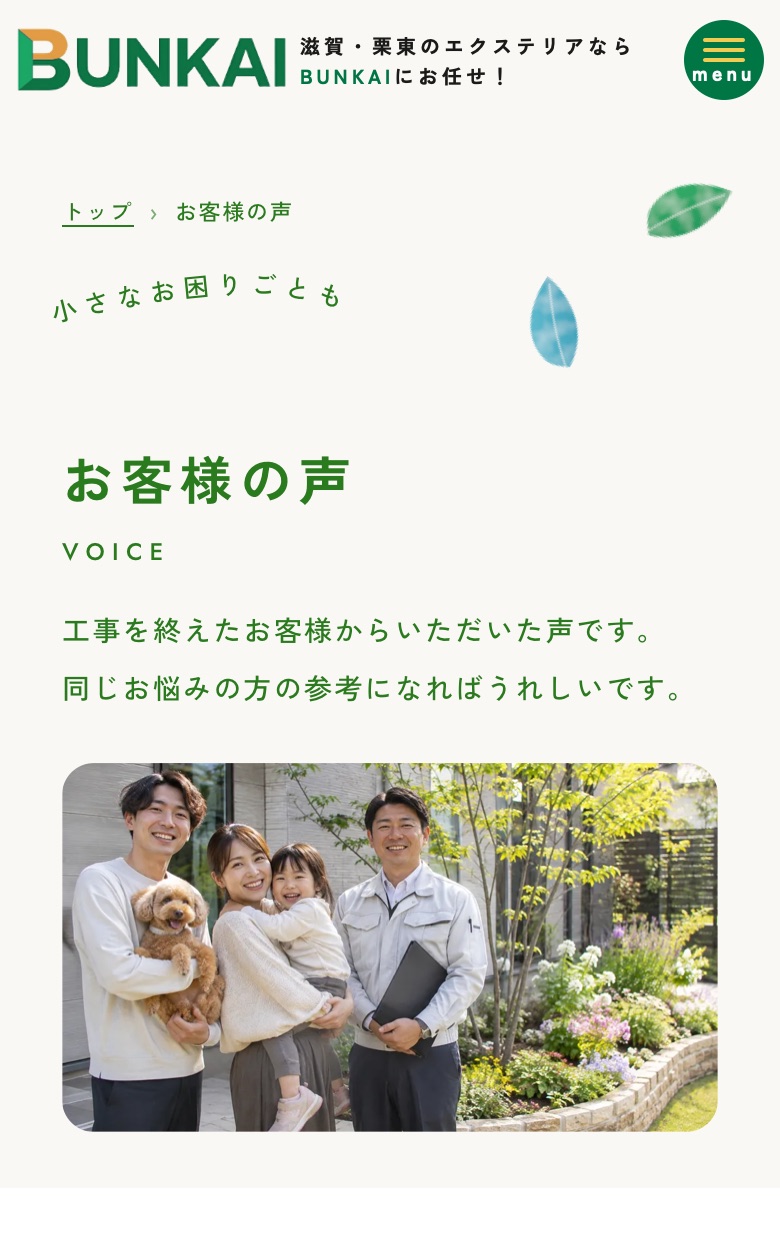 BUNKAI
滋賀・栗東のエクステリアなら
BUNKAIにお任せ！
menu
トップ › お客様の声
小さなお困りごとも
お客様の声
VOICE
工事を終えたお客様からいただいた声です。
同じお悩みの方の参考になればうれしいです。